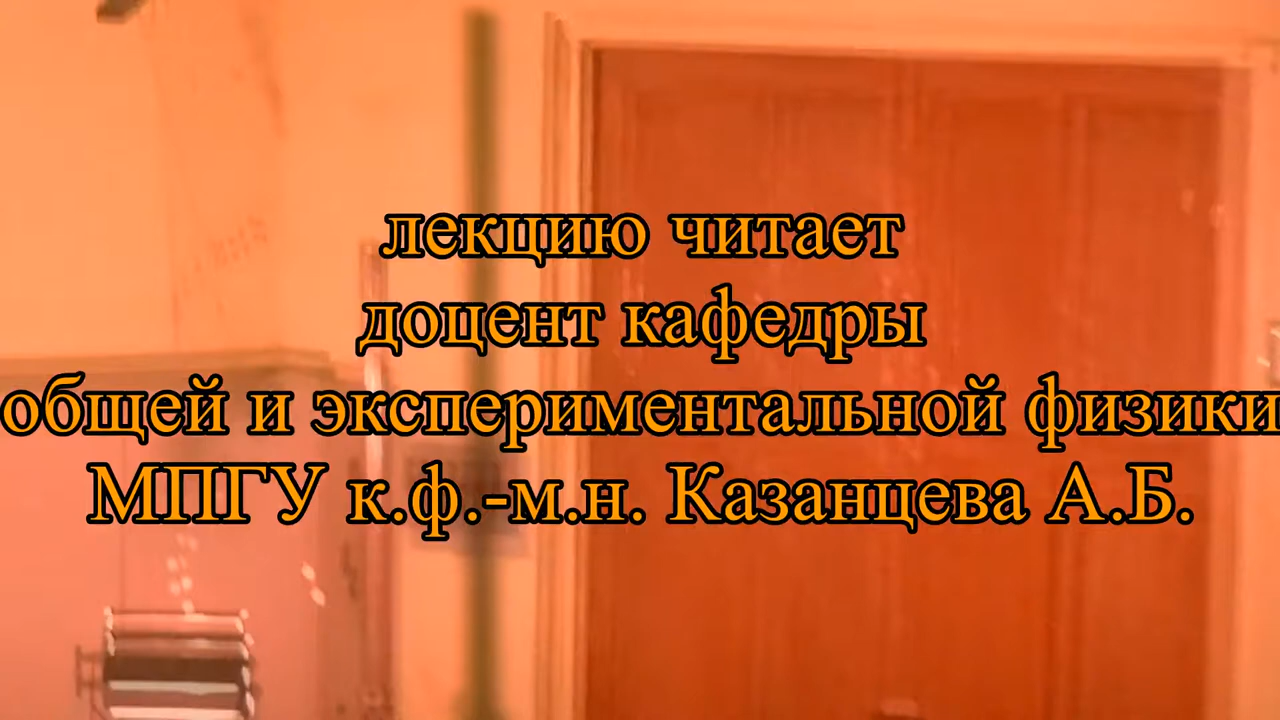 лекцию читает
доцент кафедры
общей и экспериментальной физики
МПГУ к.ф.-м.н. Казанцева А.Б.